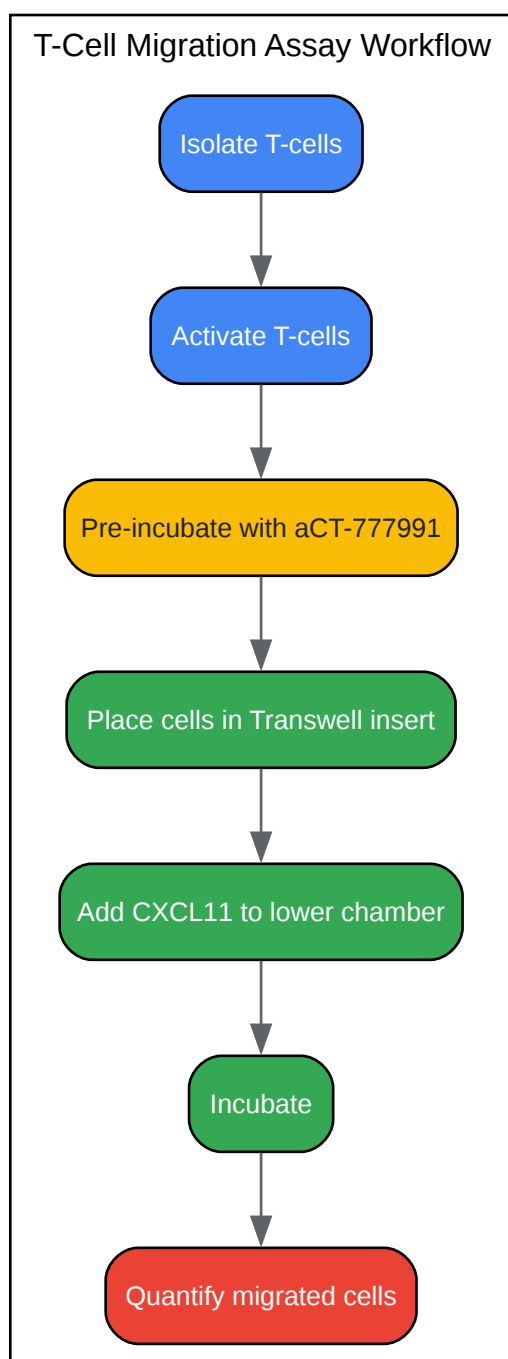 T-Cell Migration Assay Workflow
Isolate T-cells
Activate T-cells
Pre-incubate with aCT-777991
Place cells in Transwell insert
Add CXCL11 to lower chamber
Incubate
Quantify migrated cells